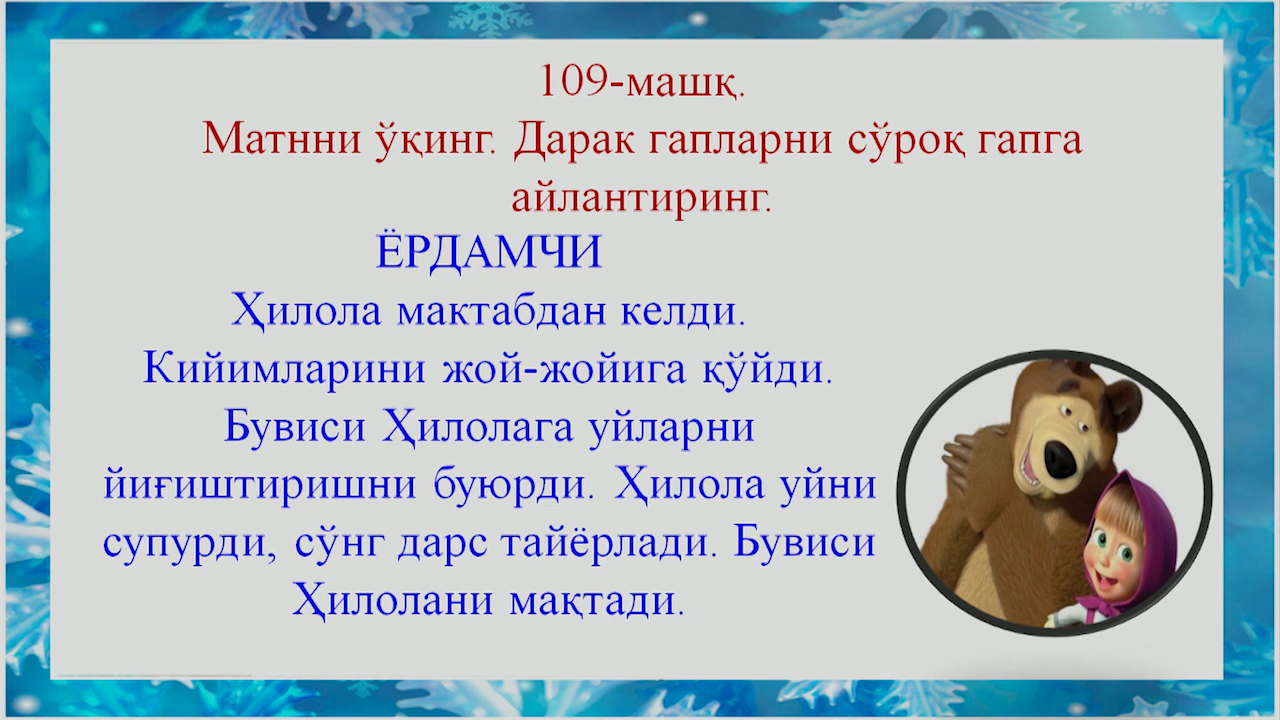 109-машқ.
Матнни ўқинг. Дарак гапларни сўроқ гапга
айлантиринг.
ЁРДАМЧИ
Ҳилола мактабдан келди.
Кийимларини жой-жойига қўйди.
Бувиси Ҳилолага уйларни
йиғиштиришни буюрди. Ҳилола уйни
супурди, сўнг дарс тайёрлади. Бувиси
Ҳилолани мақтади.